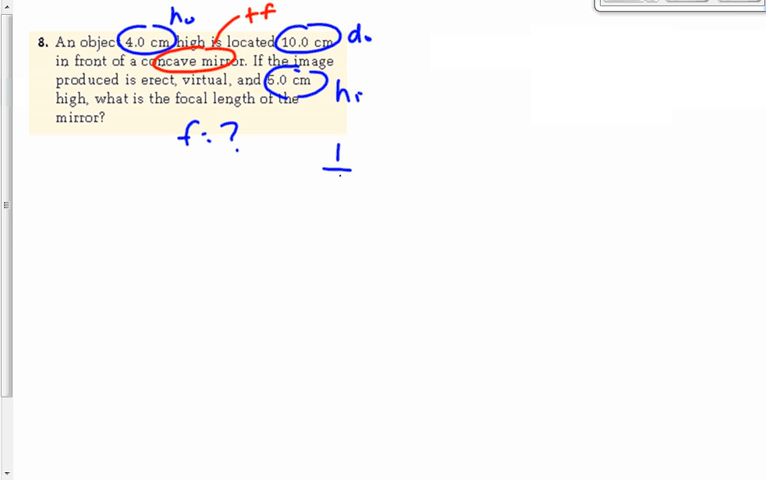 hₒ +f
8. An objec 4.0 cm high is located 10.0 cm dₒ
in front of a concave mirror. If the image
produced is erect, virtual, and 5.0 cm
high, what is the focal length of the hᵢ
mirror?
f = ?
1